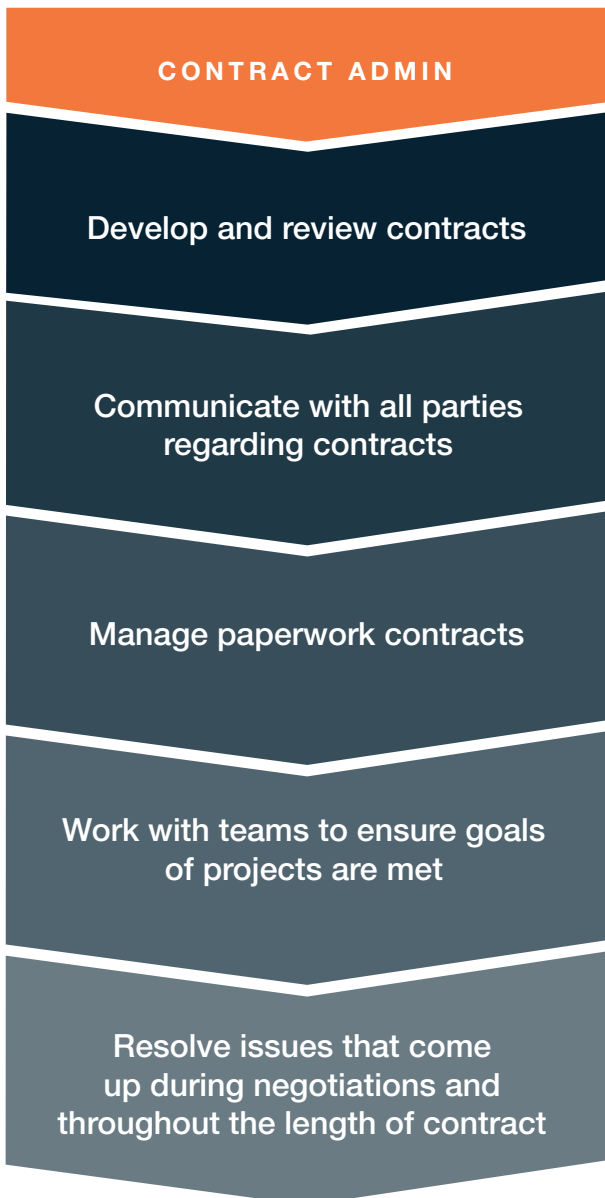 CONTRACT ADMIN
Develop and review contracts
Communicate with all parties
regarding contracts
Manage paperwork contracts
Work with teams to ensure goals
of projects are met
Resolve issues that come
up during negotiations and
throughout the length of contract